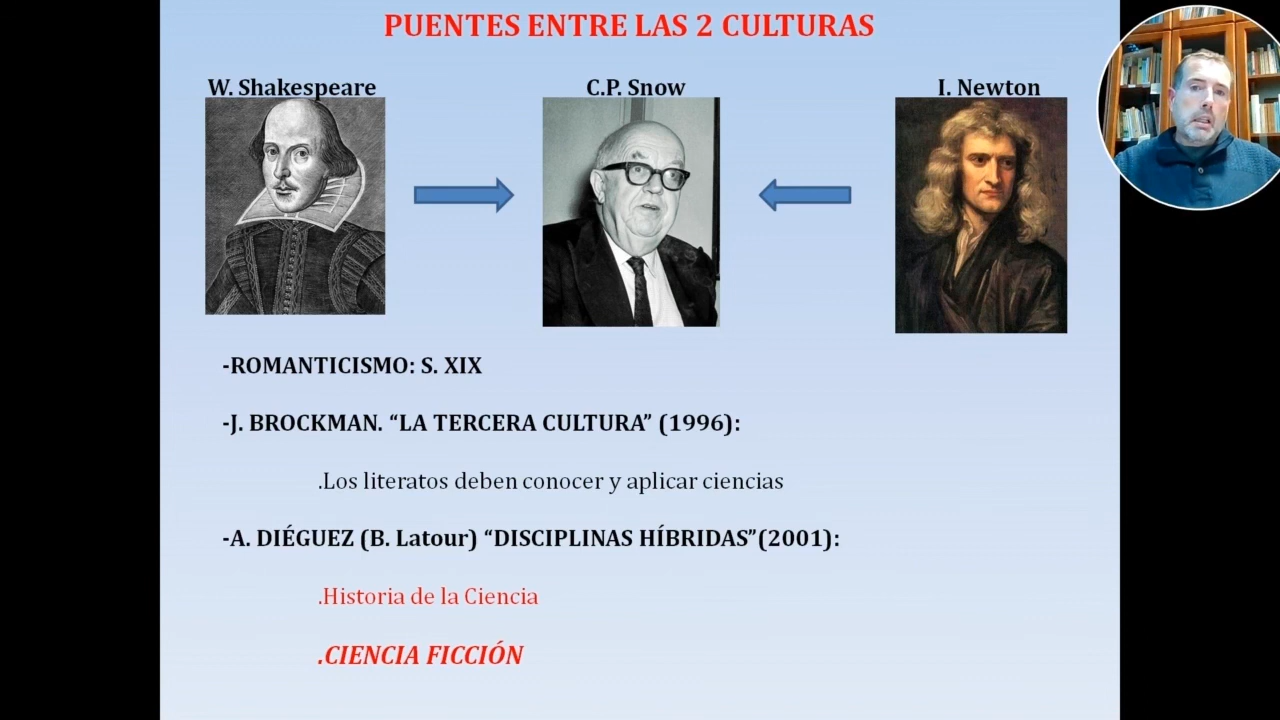 PUENTES ENTRE LAS 2 CULTURAS
W. Shakespeare
C.P. Snow
I. Newton
-ROMANTICISMO: S. XIX
-J. BROCKMAN. “LA TERCERA CULTURA” (1996):
.Los literatos deben conocer y aplicar ciencias
-A. DIÉGUEZ (B. Latour) “DISCIPLINAS HÍBRIDAS”(2001):
.Historia de la Ciencia
.CIENCIA FICCIÓN